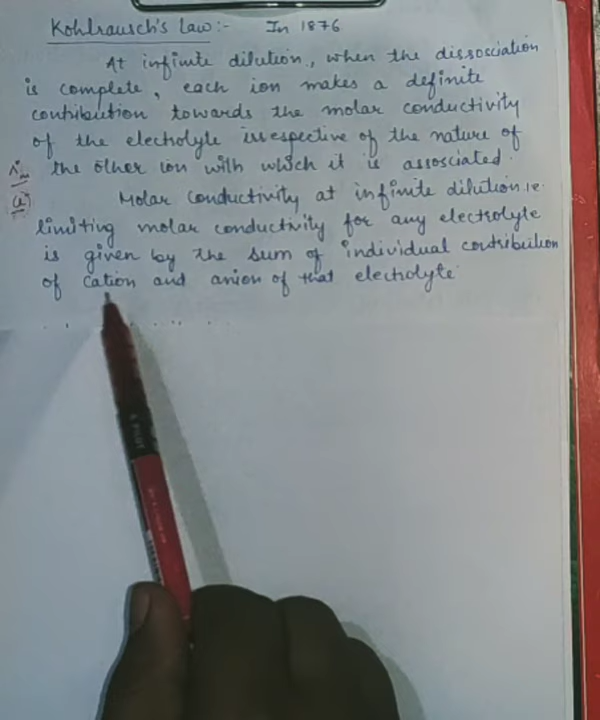 Kohlrausch's Law:- In 1876
At infinite dilution, when the dissociation
is complete, each ion makes a definite
contribution towards the molar conductivity
of the electrolyte irrespective of the nature of
the other ion with which it is associated.
Molar conductivity at infinite dilution i.e.
limiting molar conductivity for any electrolyte
is given by the sum of individual contribution
of cation and anion of that electrolyte